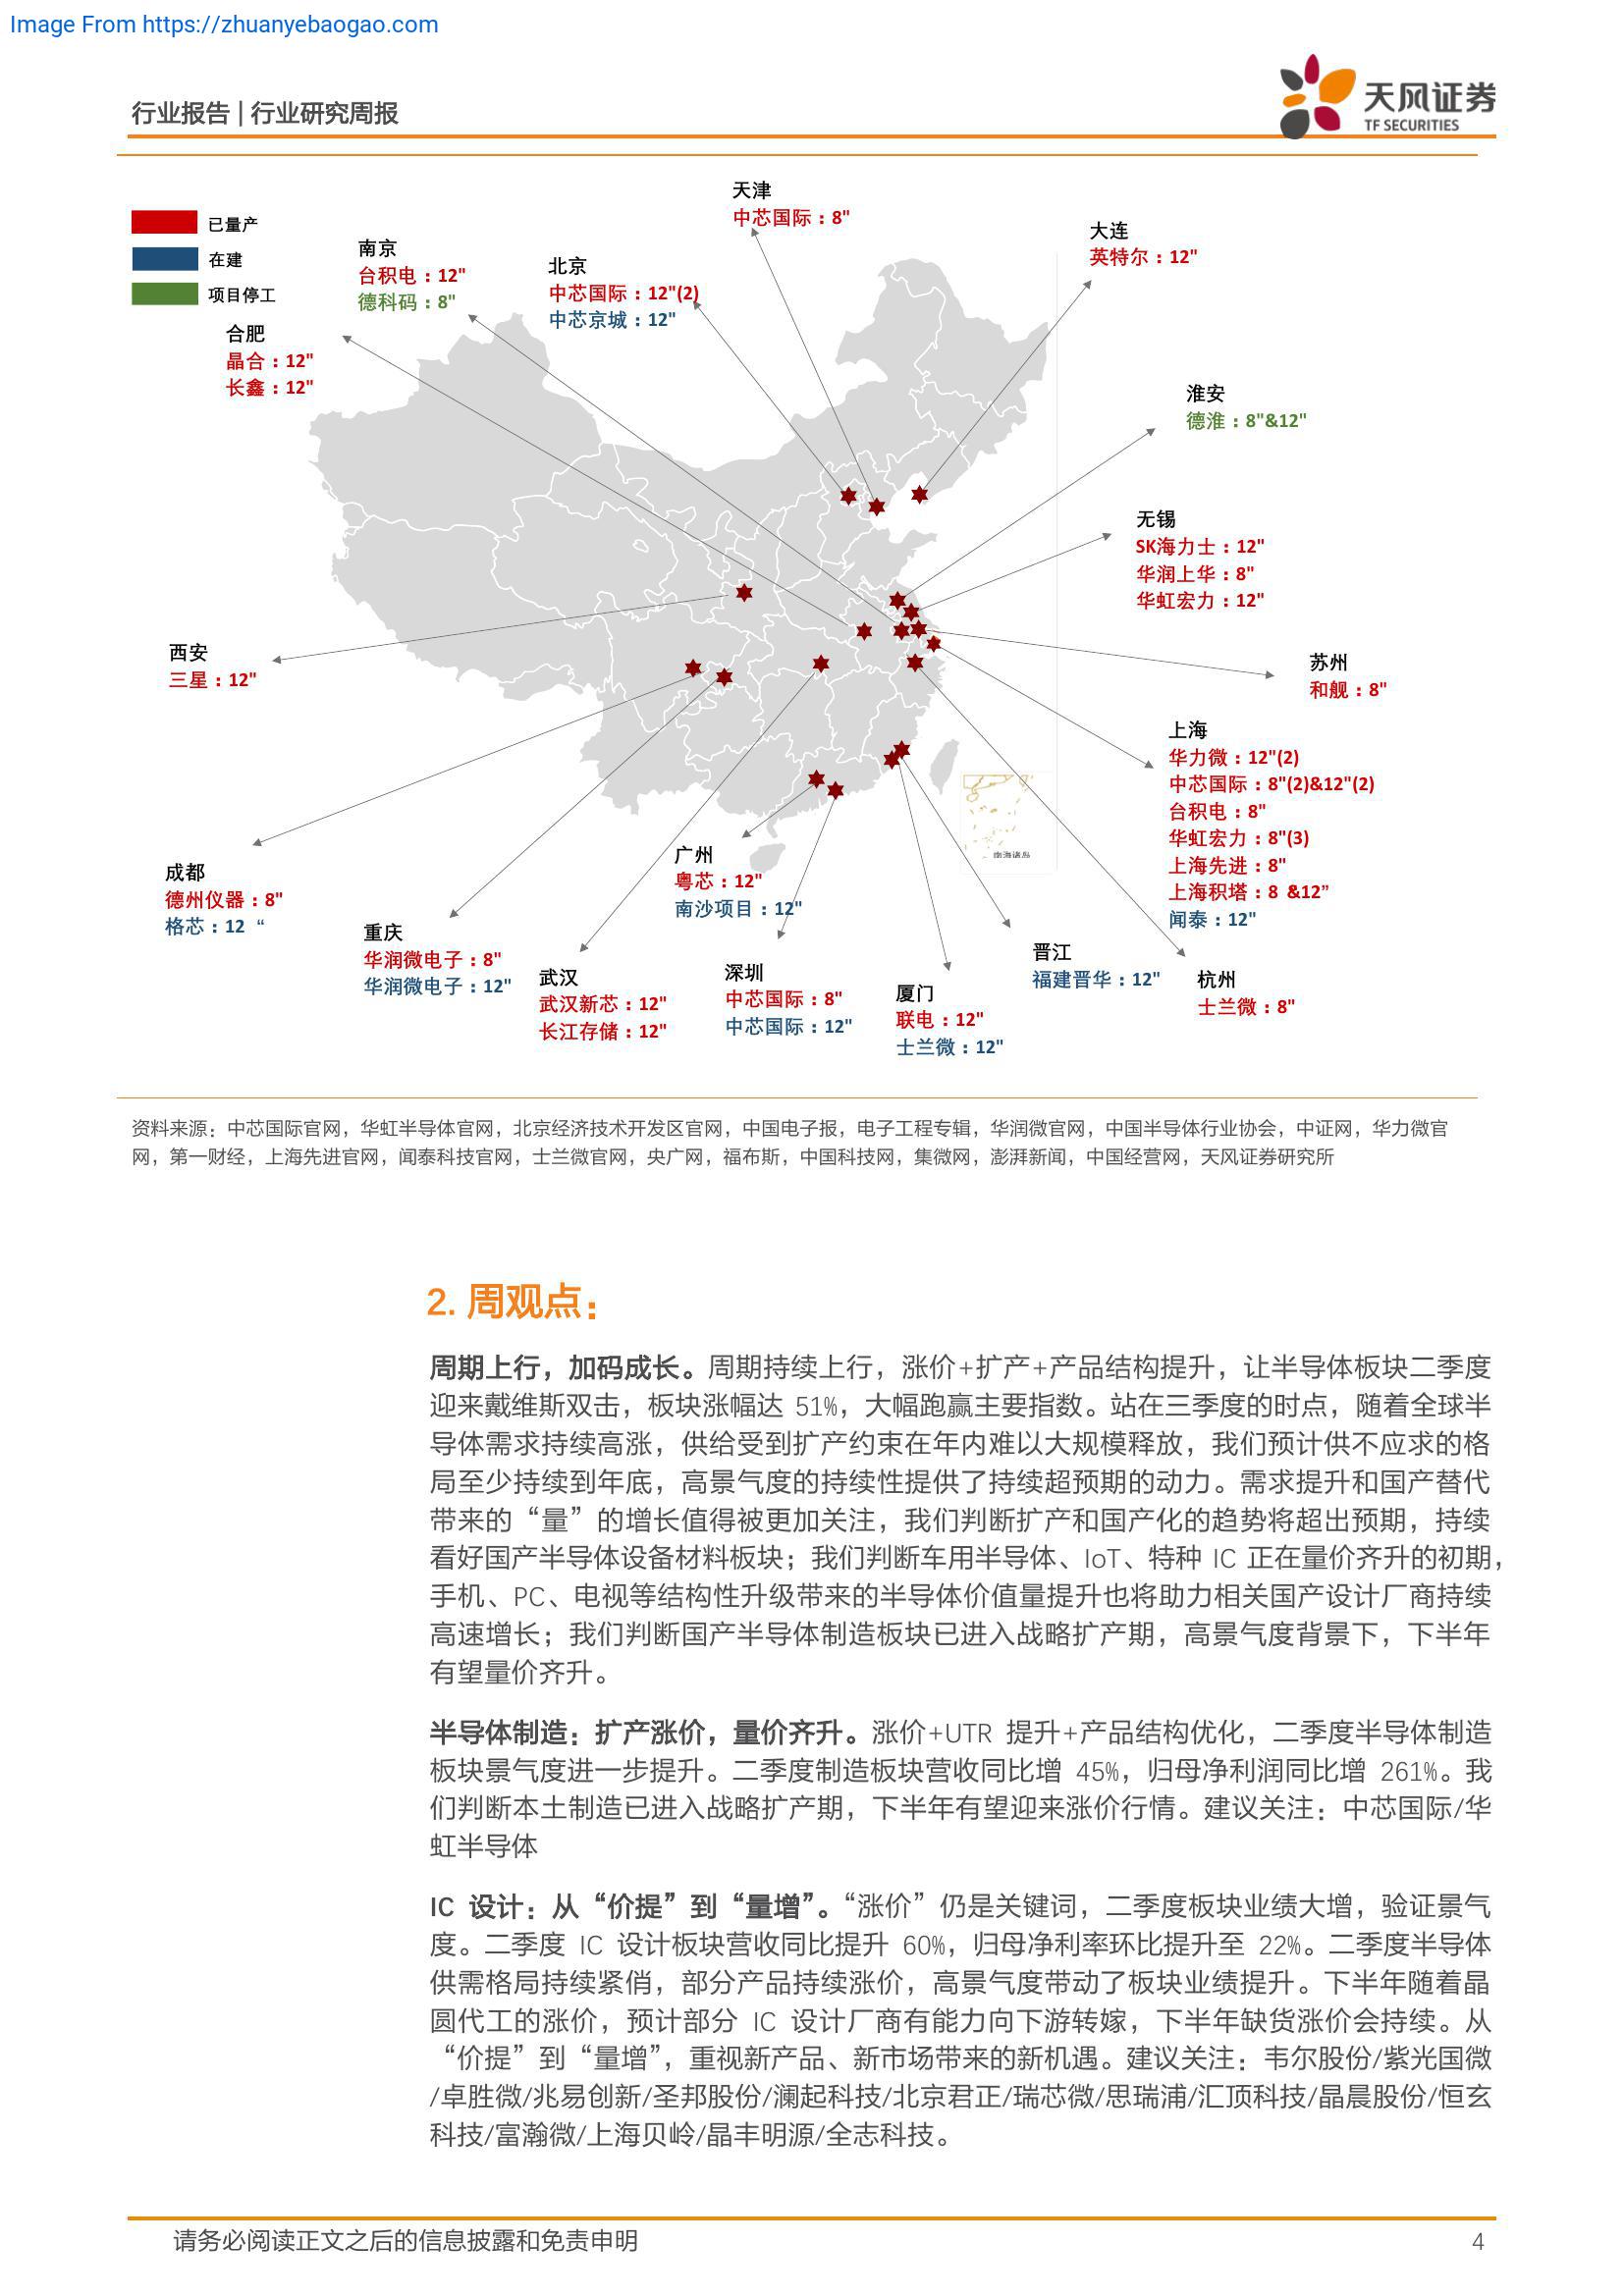 Image From https://zhuanyebaogao.com
行业报告 | 行业研究周报
天风证券
TF SECURITIES
已量产
在建
项目停工
天津
中芯国际：8"
大连
英特尔：12"
南京
台积电：12"
德科码：8"
北京
中芯国际：12"(2)
中芯京城：12"
合肥
晶合：12"
长鑫：12"
淮安
德淮：8"&12"
无锡
SK海力士：12"
华润上华：8"
华虹宏力：12"
西安
三星：12"
苏州
和舰：8"
上海
华力微：12"(2)
中芯国际：8"(2)&12"(2)
台积电：8"
华虹宏力：8"(3)
上海先进：8"
上海积塔：8 &12”
闻泰：12"
南海诸岛
成都
德州仪器：8"
格芯：12 “
重庆
华润微电子：8"
华润微电子：12"
武汉
武汉新芯：12"
长江存储：12"
广州
粤芯：12"
南沙项目：12"
深圳
中芯国际：8"
中芯国际：12"
厦门
联电：12"
士兰微：12"
晋江
福建晋华：12"
杭州
士兰微：8"
资料来源：中芯国际官网，华虹半导体官网，北京经济技术开发区官网，中国电子报，电子工程专辑，华润微官网，中国半导体行业协会，中证网，华力微官
网，第一财经，上海先进官网，闻泰科技官网，士兰微官网，央广网，福布斯，中国科技网，集微网，澎湃新闻，中国经营网，天风证券研究所
2. 周观点：
周期上行，加码成长。周期持续上行，涨价+扩产+产品结构提升，让半导体板块二季度
迎来戴维斯双击，板块涨幅达 51%，大幅跑赢主要指数。站在三季度的时点，随着全球半
导体需求持续高涨，供给受到扩产约束在年内难以大规模释放，我们预计供不应求的格
局至少持续到年底，高景气度的持续性提供了持续超预期的动力。需求提升和国产替代
带来的“量”的增长值得被更加关注，我们判断扩产和国产化的趋势将超出预期，持续
看好国产半导体设备材料板块；我们判断车用半导体、IoT、特种 IC 正在量价齐升的初期，
手机、PC、电视等结构性升级带来的半导体价值量提升也将助力相关国产设计厂商持续
高速增长；我们判断国产半导体制造板块已进入战略扩产期，高景气度背景下，下半年
有望量价齐升。
半导体制造：扩产涨价，量价齐升。涨价+UTR 提升+产品结构优化，二季度半导体制造
板块景气度进一步提升。二季度制造板块营收同比增 45%，归母净利润同比增 261%。我
们判断本土制造已进入战略扩产期，下半年有望迎来涨价行情。建议关注：中芯国际/华
虹半导体
IC 设计：从“价提”到“量增”。“涨价”仍是关键词，二季度板块业绩大增，验证景气
度。二季度 IC 设计板块营收同比提升 60%，归母净利率环比提升至 22%。二季度半导体
供需格局持续紧俏，部分产品持续涨价，高景气度带动了板块业绩提升。下半年随着晶
圆代工的涨价，预计部分 IC 设计厂商有能力向下游转嫁，下半年缺货涨价会持续。从
“价提”到“量增”，重视新产品、新市场带来的新机遇。建议关注：韦尔股份/紫光国微
/卓胜微/兆易创新/圣邦股份/澜起科技/北京君正/瑞芯微/思瑞浦/汇顶科技/晶晨股份/恒玄
科技/富瀚微/上海贝岭/晶丰明源/全志科技。
请务必阅读正文之后的信息披露和免责申明
4